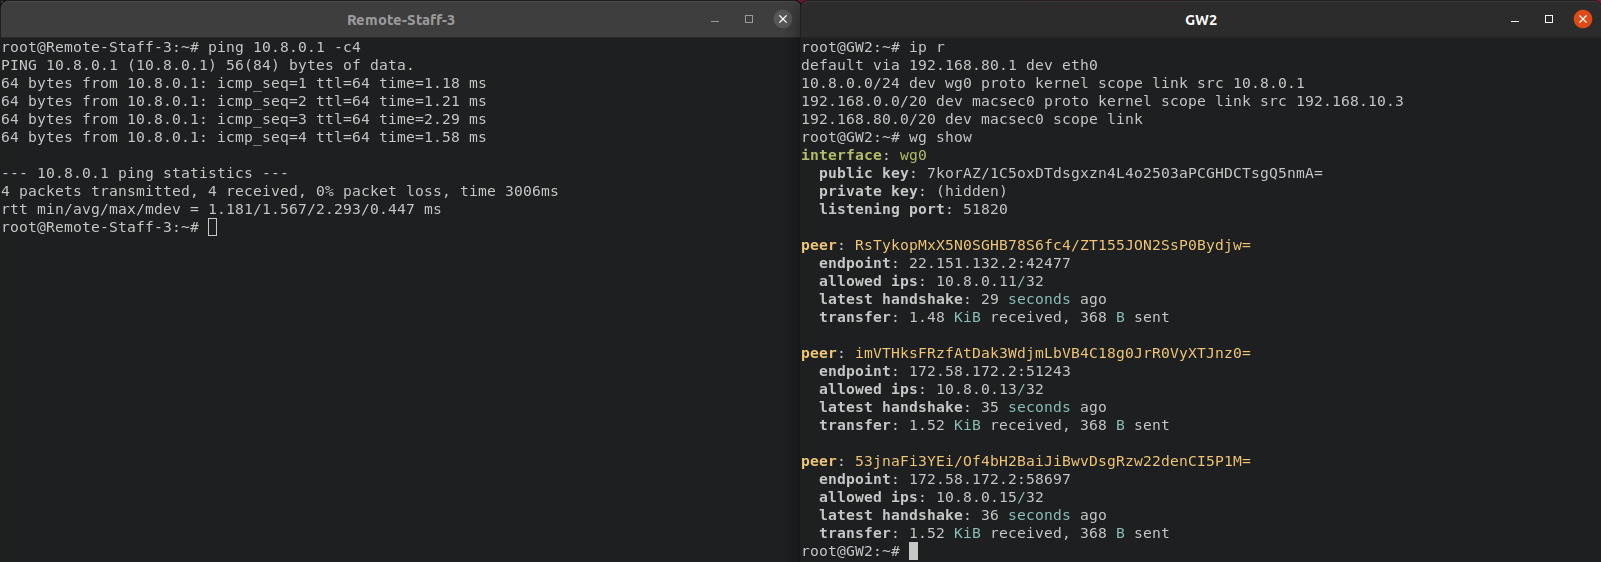 Remote-Staff-3
root@Remote-Staff-3:~# ping 10.8.0.1 -c4
PING 10.8.0.1 (10.8.0.1) 56(84) bytes of data.
64 bytes from 10.8.0.1: icmp_seq=1 ttl=64 time=1.18 ms
64 bytes from 10.8.0.1: icmp_seq=2 ttl=64 time=1.21 ms
64 bytes from 10.8.0.1: icmp_seq=3 ttl=64 time=2.29 ms
64 bytes from 10.8.0.1: icmp_seq=4 ttl=64 time=1.58 ms
--- 10.8.0.1 ping statistics ---
4 packets transmitted, 4 received, 0% packet loss, time 3006ms
rtt min/avg/max/mdev = 1.181/1.567/2.293/0.447 ms
root@Remote-Staff-3:~#
GW2
root@GW2:~# ip r
default via 192.168.80.1 dev eth0
10.8.0.0/24 dev wg0 proto kernel scope link src 10.8.0.1
192.168.0.0/20 dev macsec0 proto kernel scope link src 192.168.10.3
192.168.80.0/20 dev macsec0 scope link
root@GW2:~# wg show
interface: wg0
public key: 7korAZ/1C5oxDTdsgxzn4L4o2503aPCGHDCTsgQ5nmA=
private key: (hidden)
listening port: 51820
peer: RsTykopMxX5N0SGHB78S6fc4/ZT155JON2SsP0Bydjw=
endpoint: 22.151.132.2:42477
allowed ips: 10.8.0.11/32
latest handshake: 29 seconds ago
transfer: 1.48 KiB received, 368 B sent
peer: imVTHksFRzfAtDak3WdjmLbVB4C18g0JrR0VyXTJnz0=
endpoint: 172.58.172.2:51243
allowed ips: 10.8.0.13/32
latest handshake: 35 seconds ago
transfer: 1.52 KiB received, 368 B sent
peer: 53jnaFi3YEi/Of4bH2BaiJiBwvDsgRzw22denCI5P1M=
endpoint: 172.58.172.2:58697
allowed ips: 10.8.0.15/32
latest handshake: 36 seconds ago
transfer: 1.52 KiB received, 368 B sent
root@GW2:~#